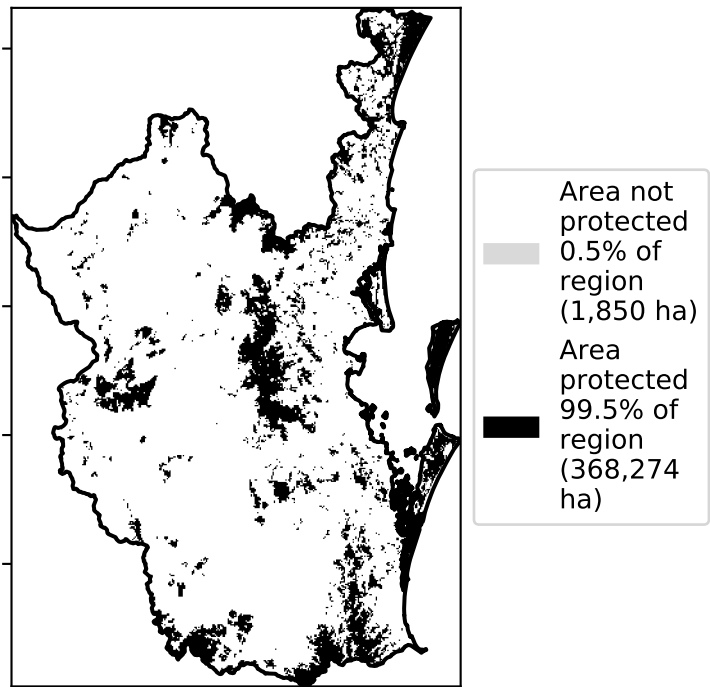 Area not
protected
0.5% of
region
(1,850 ha)
Area
protected
99.5% of
region
(368,274
ha)